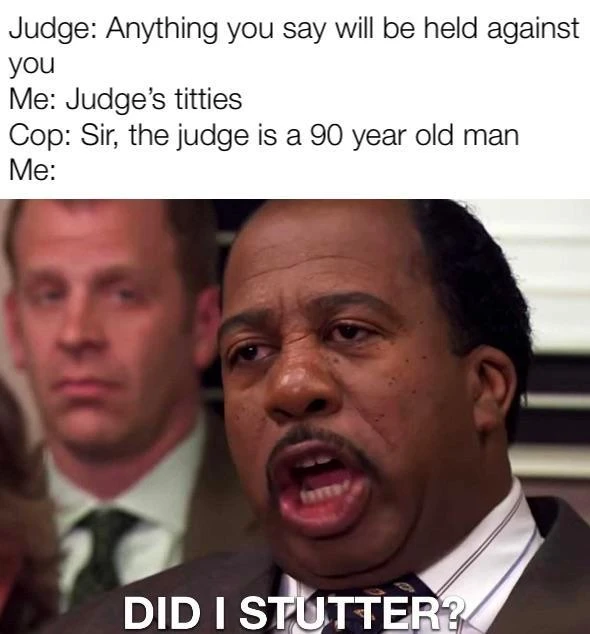 Judge: Anything you say will be held against
you
Me: Judge’s titties
Cop: Sir, the judge is a 90 year old man
Me:
DID I STUTTER?